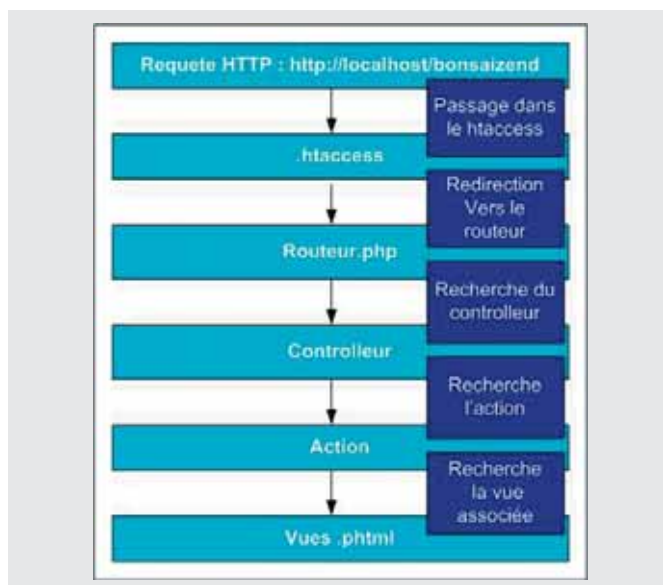 Requete HTTP : http://localhost/bonsaizend
Passage dans
le htaccess
.htaccess
Redirection
Vers le
routeur
Routeur.php
Recherche du
controlleur
Controlleur
Recherche
l'action
Action
Recherche
la vue
associée
Vues .phtml